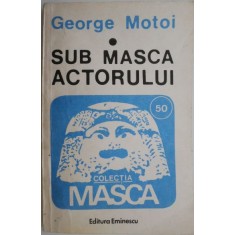 George Motoi
SUB MASCA
ACTORULUI
50
COLECȚIA
MASCA
Editura Eminescu